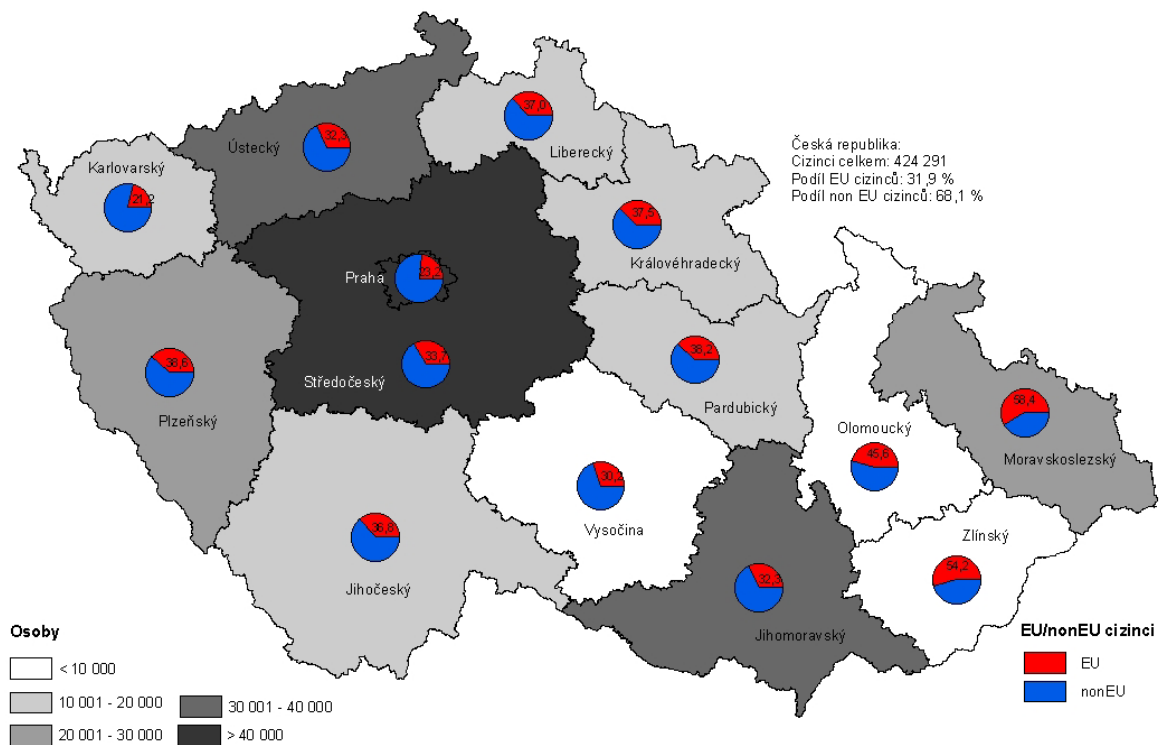 37,0
Liberecký
32,3
Ústecký
Česká republika:
Cizinci celkem: 424 291
Podíl EU cizinců: 31,9 %
Podíl non EU cizinců: 68,1 %
Karlovarský
21,2
37,5
Královéhradecký
Praha
23,2
33,7
Středočeský
38,6
Plzeňský
38,2
Pardubický
58,4
Moravskoslezský
Olomoucký
45,6
30,2
Vysočina
36,8
Jihočeský
Zlínský
54,2
32,3
Jihomoravský
Osoby
< 10 000
10 001 - 20 000
20 001 - 30 000
30 001 - 40 000
> 40 000
EU/nonEU cizinci
EU
nonEU